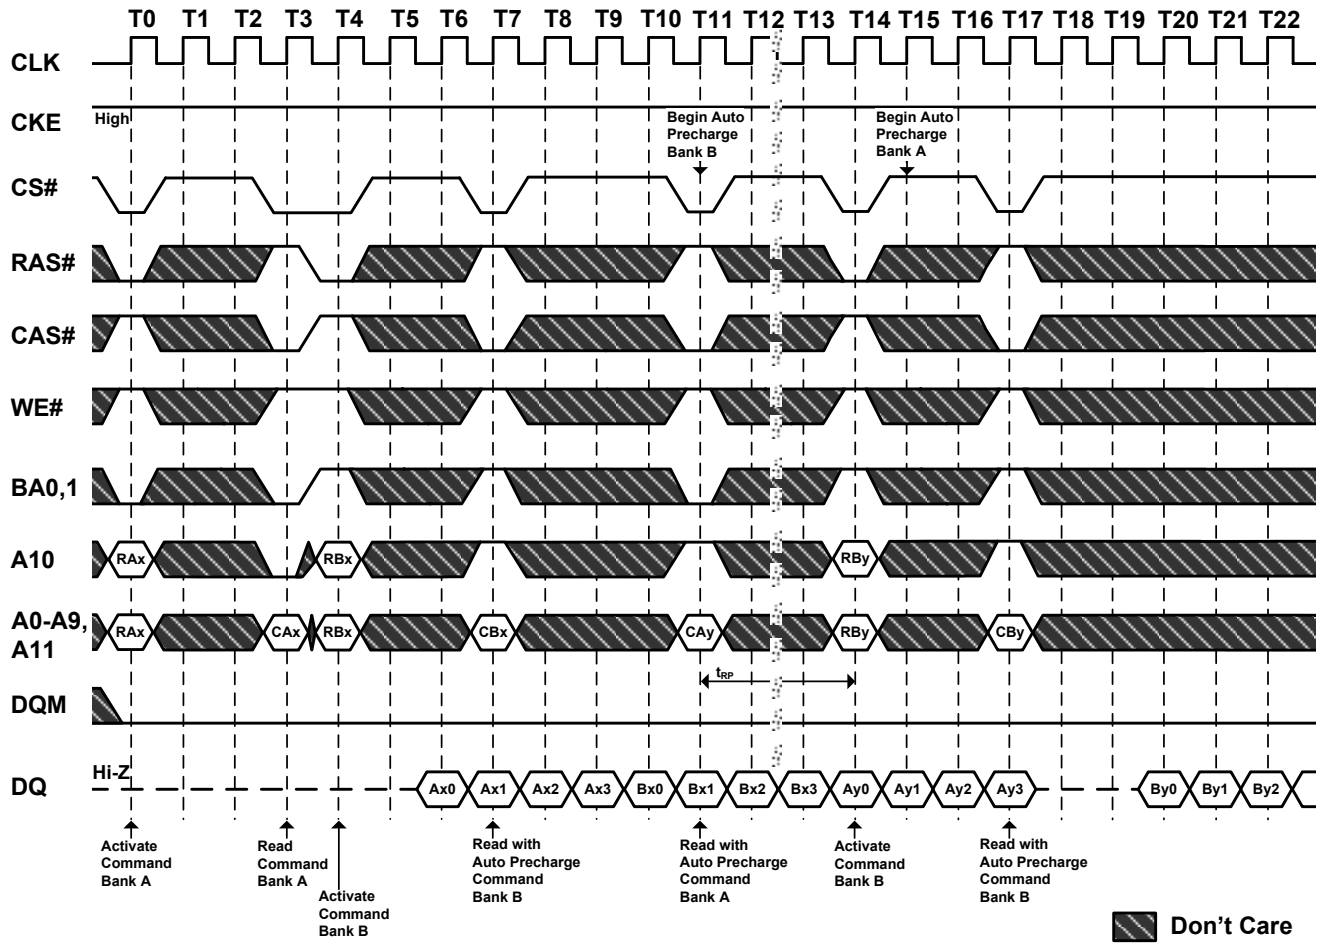 T0 T1 T2 T3 T4 T5 T6 T7 T8 T9 T10 T11 T12 T13 T14 T15 T16 T17 T18 T19 T20 T21 T22
CLK
CKE
High
Begin Auto
Precharge
Bank B
Begin Auto
Precharge
Bank A
CS#
RAS#
CAS#
WE#
BA0,1
A10
RAx RBx RBy
A0-A9,
A11
RAx CAx RBx CBx CAy RBy CBy
tRP
DQM
Hi-Z
DQ
Ax0 Ax1 Ax2 Ax3 Bx0 Bx1 Bx2 Bx3 Ay0 Ay1 Ay2 Ay3 By0 By1 By2
Activate
Command
Bank A
Read
Command
Bank A
Activate
Command
Bank B
Read with
Auto Precharge
Command
Bank B
Read with
Auto Precharge
Command
Bank A
Activate
Command
Bank B
Read with
Auto Precharge
Command
Bank B
Don't Care